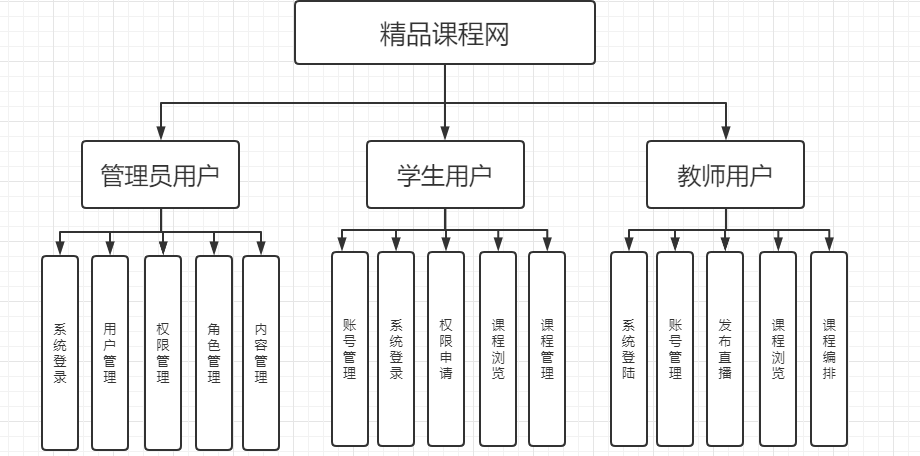 精品课程网
管理员用户
学生用户
教师用户
系统登录
用户管理
权限管理
角色管理
内容管理
账号管理
系统登录
权限申请
课程浏览
课程管理
系统登陆
账号管理
发布直播
课程浏览
课程编排